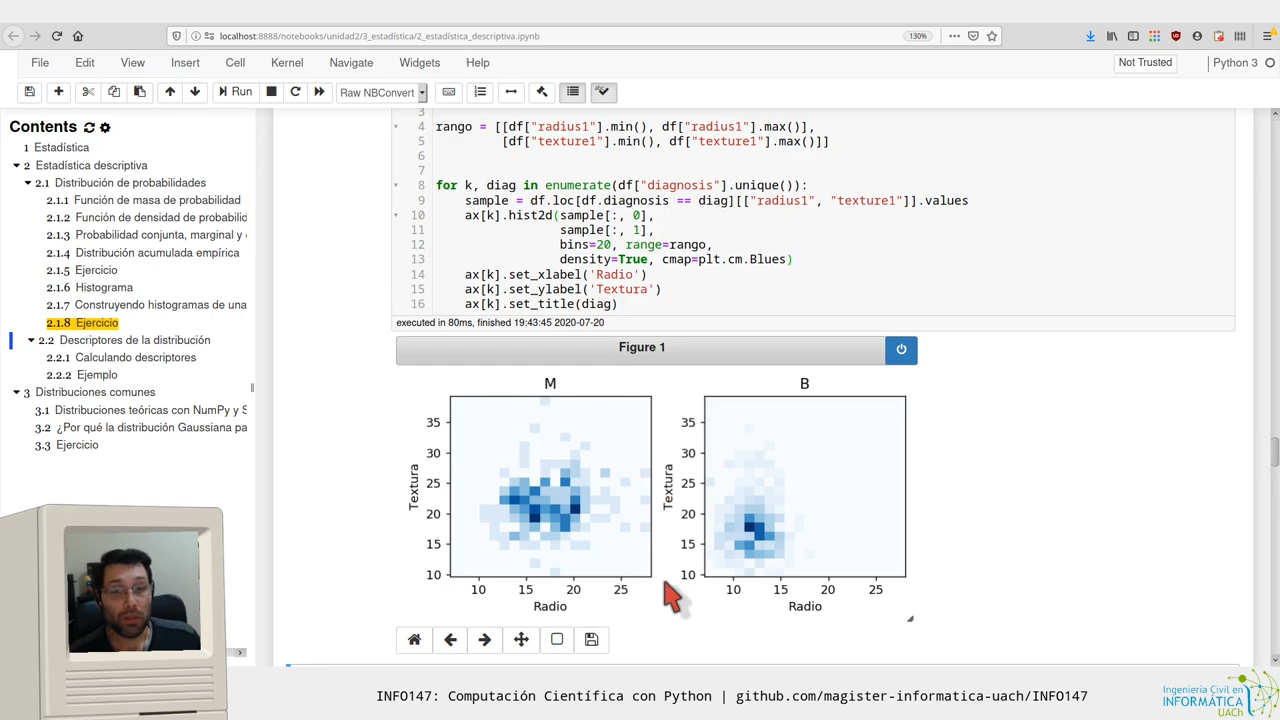 localhost:8888/notebooks/unidad2/3_estadística/2_estadística_descriptiva.ipynb
130%
File Edit View Insert Cell Kernel Navigate Widgets Help
Not Trusted
Python 3
Run
Raw NBConvert
Contents
1 Estadística
2 Estadística descriptiva
2.1 Distribución de probabilidades
2.1.1 Función de masa de probabilidad
2.1.2 Función de densidad de probabilid
2.1.3 Probabilidad conjunta, marginal y
2.1.4 Distribución acumulada empírica
2.1.5 Ejercicio
2.1.6 Histograma
2.1.7 Construyendo histogramas de una
2.1.8 Ejercicio
2.2 Descriptores de la distribución
2.2.1 Calculando descriptores
2.2.2 Ejemplo
3 Distribuciones comunes
3.1 Distribuciones teóricas con NumPy y S
3.2 ¿Por qué la distribución Gaussiana pa
3.3 Ejercicio
3
4 rango = [[df["radius1"].min(), df["radius1"].max()],
5 [df["texture1"].min(), df["texture1"].max()]]
6
7
8 for k, diag in enumerate(df["diagnosis"].unique()):
9 sample = df.loc[df.diagnosis == diag][["radius1", "texture1"]].values
10 ax[k].hist2d(sample[:, 0],
11 sample[:, 1],
12 bins=20, range=rango,
13 density=True, cmap=plt.cm.Blues)
14 ax[k].set_xlabel('Radio')
15 ax[k].set_ylabel('Textura')
16 ax[k].set_title(diag)
executed in 80ms, finished 19:43:45 2020-07-20
Figure 1
M
35
30
25
20
15
10
Textura
10 15 20 25
Radio
B
35
30
25
20
15
10
Textura
10 15 20 25
Radio
INFO147: Computación Científica con Python | github.com/magister-informatica-uach/INFO147
Ingeniería Civil en
INFORMÁTICA
UACh